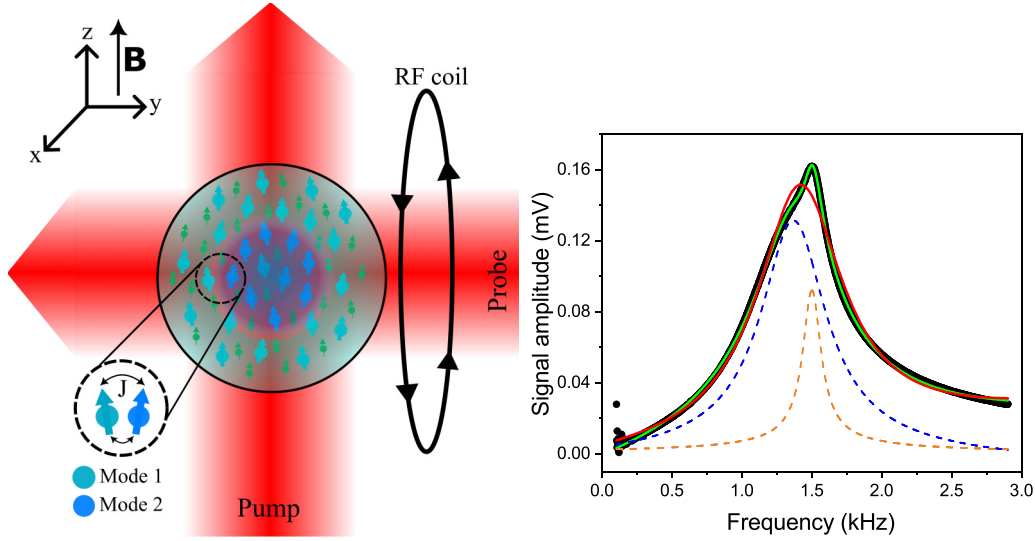 z
B
y
x
RF coil
Probe
J
Mode 1
Mode 2
Pump
Signal amplitude (mV)
0.16
0.12
0.08
0.04
0.00
0.0 0.5 1.0 1.5 2.0 2.5 3.0
Frequency (kHz)